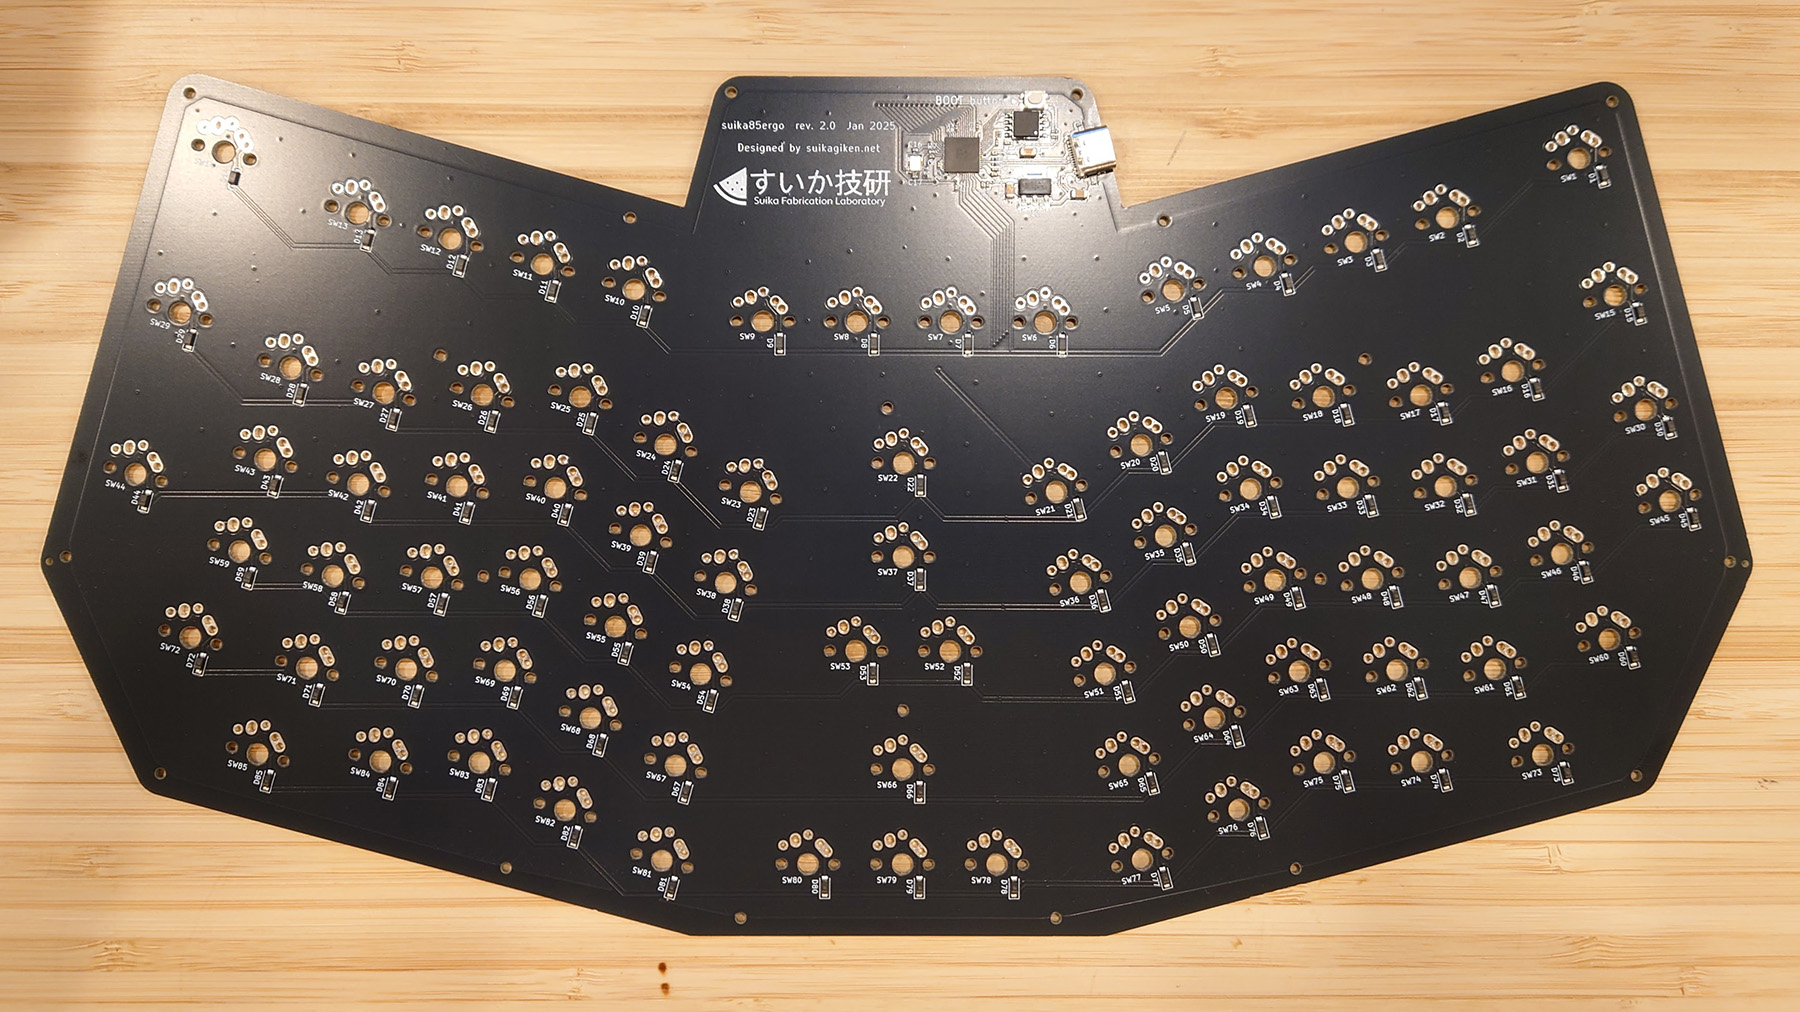 BOOT button
suika85ergo rev. 2.0 Jan 2025
Designed by suikagiken.net
すいか技研
Suika Fabrication Laboratory
SW13 D13 SW12 D12 SW11 D11 SW10 D10 SW9 D9 SW8 D8 SW7 D7 SW6 D6 SW5 D5 SW4 D4 SW3 D3 SW2 D2 SW1 D1
SW29 D29 SW28 D28 SW27 D27 SW26 D26 SW25 D25 SW24 D24 SW23 D23 SW22 D22 SW21 D21 SW20 D20 SW19 D19 SW18 D18 SW17 D17 SW16 D16 SW15 D15
SW44 D44 SW43 D43 SW42 D42 SW41 D41 SW40 D40 SW39 D39 SW38 D38 SW37 D37 SW36 D36 SW35 D35 SW34 D34 SW33 D33 SW32 D32 SW31 D31 SW30 D30
SW59 D59 SW58 D58 SW57 D57 SW56 D56 SW55 D55 SW54 D54 SW53 D53 SW52 D52 SW51 D51 SW50 D50 SW49 D49 SW48 D48 SW47 D47 SW46 D46 SW45 D45
SW72 D72 SW71 D71 SW70 D70 SW69 D69 SW68 D68 SW67 D67 SW66 D66 SW65 D65 SW64 D64 SW63 D63 SW62 D62 SW61 D61 SW60 D60
SW85 D85 SW84 D84 SW83 D83 SW82 D82 SW81 D81 SW80 D80 SW79 D79 SW78 D78 SW77 D77 SW76 D76 SW75 D75 SW74 D74 SW73 D73